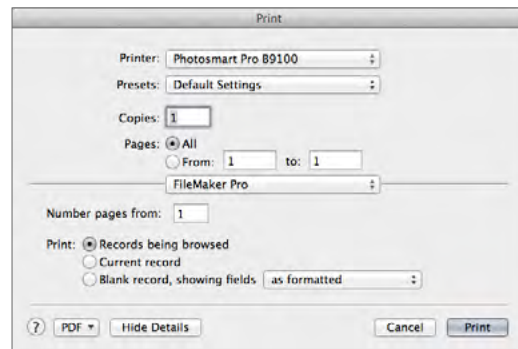 Print
Printer: Photosmart Pro B9100
Presets: Default Settings
Copies: 1
Pages: All
From: 1 to: 1
FileMaker Pro
Number pages from: 1
Print: Records being browsed
Current record
Blank record, showing fields as formatted
? PDF Hide Details Cancel Print